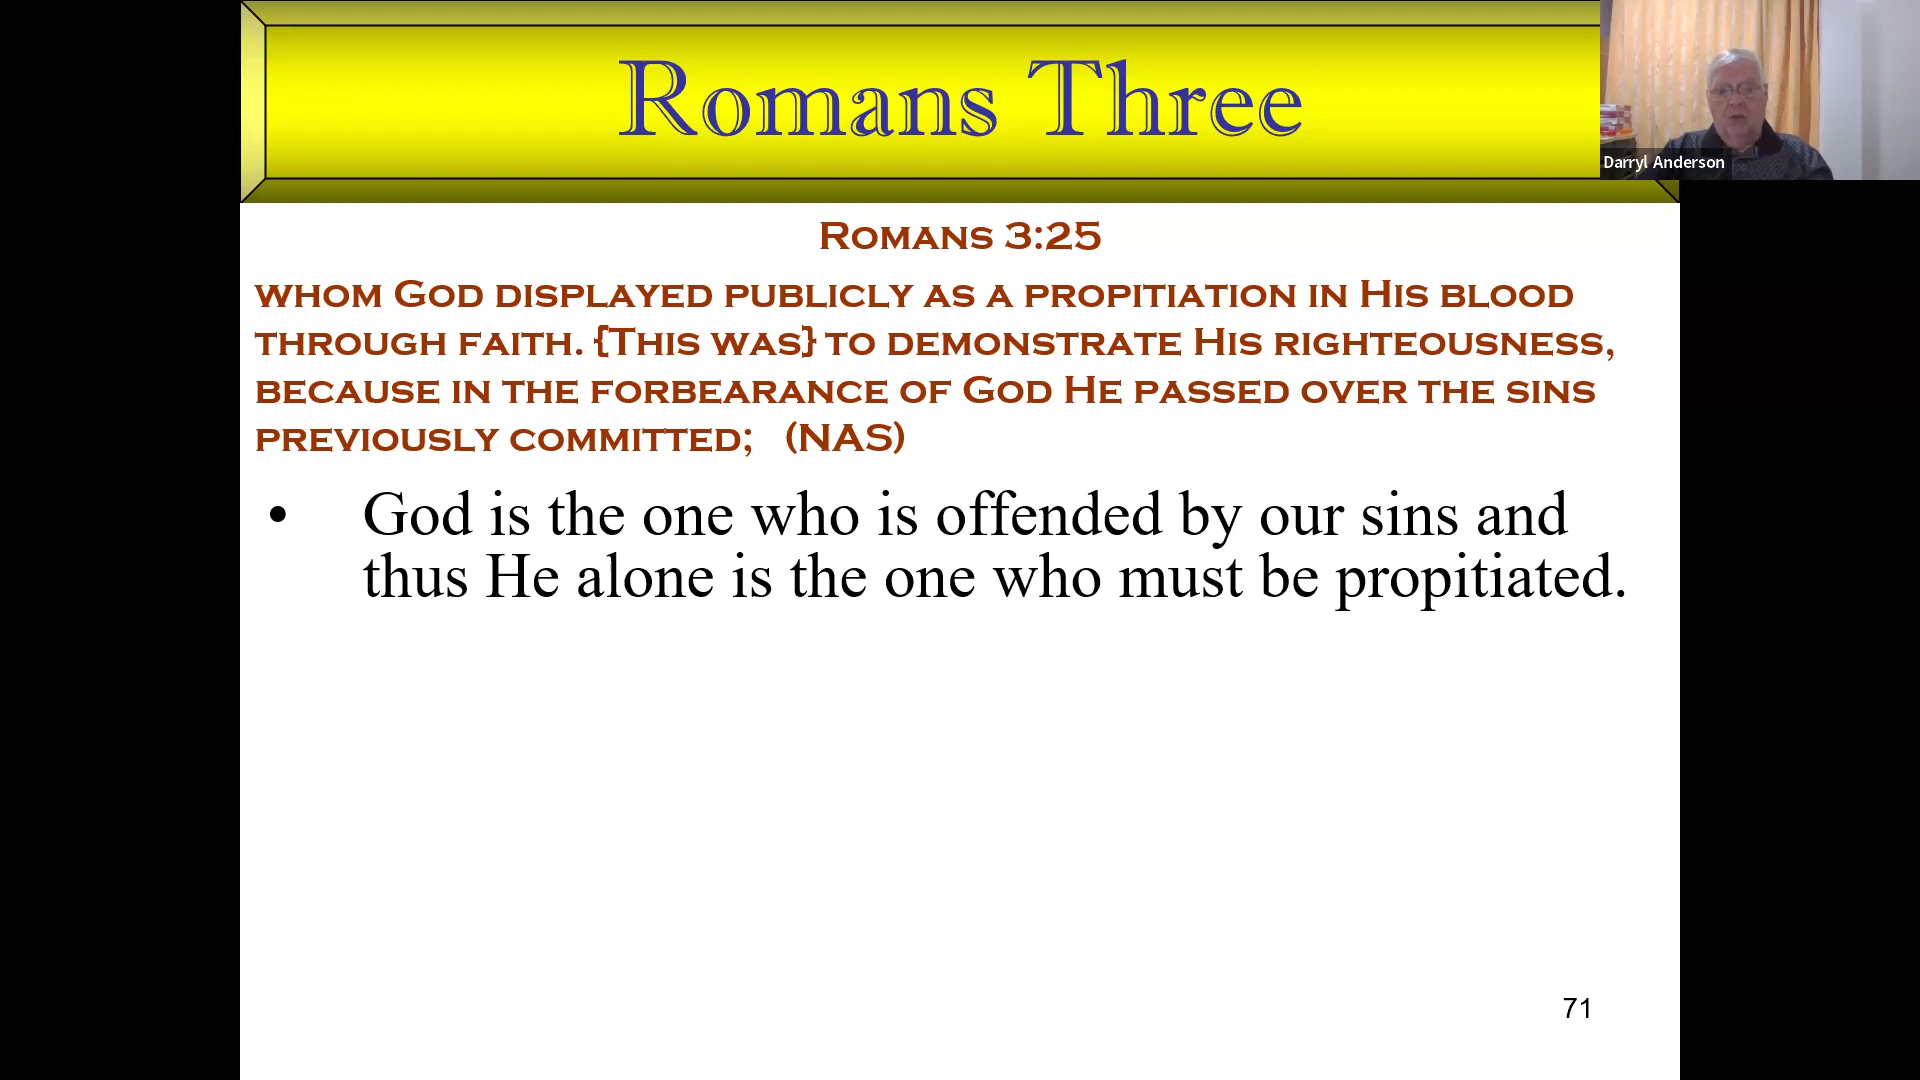 Romans Three
Darryl Anderson
Romans 3:25
whom God displayed publicly as a propitiation in His blood
through faith. {This was} to demonstrate His righteousness,
because in the forbearance of God He passed over the sins
previously committed; (NAS)
• God is the one who is offended by our sins and
thus He alone is the one who must be propitiated.
71